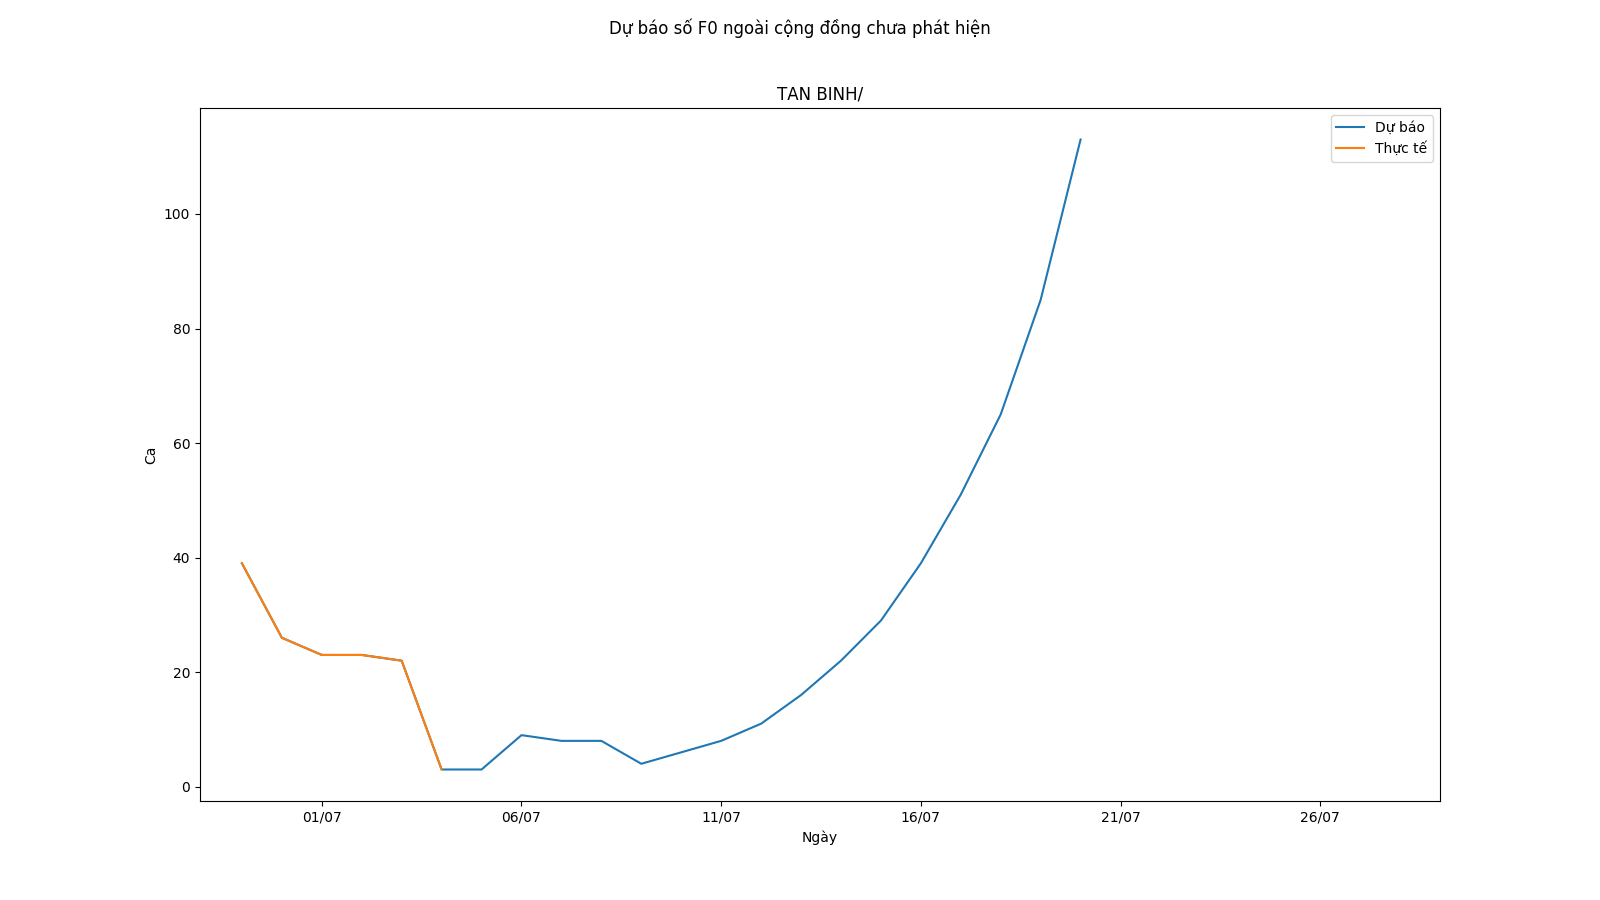 Dự báo số F0 ngoài cộng đồng chưa phát hiện
TAN BINH/
Dự báo
Thực tế
100
80
60
40
20
0
Ca
01/07
06/07
11/07
16/07
21/07
26/07
Ngày